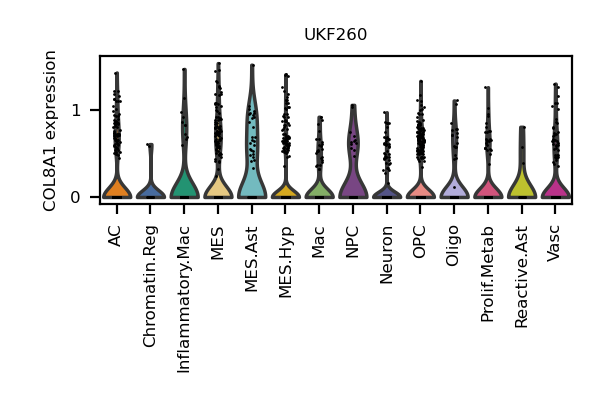 UKF260
COL8A1 expression
1
0
AC
Chromatin.Reg
Inflammatory.Mac
MES
MES.Ast
MES.Hyp
Mac
NPC
Neuron
OPC
Oligo
Prolif.Metab
Reactive.Ast
Vasc